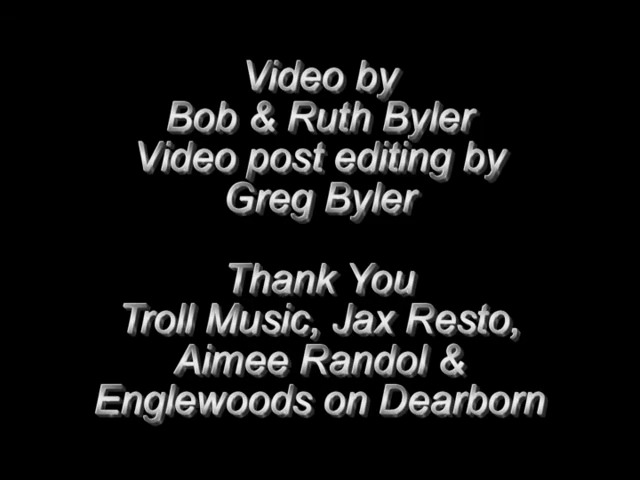 Video by
Bob & Ruth Byler
Video post editing by
Greg Byler
Thank You
Troll Music, Jax Resto,
Aimee Randol &
Englewoods on Dearborn